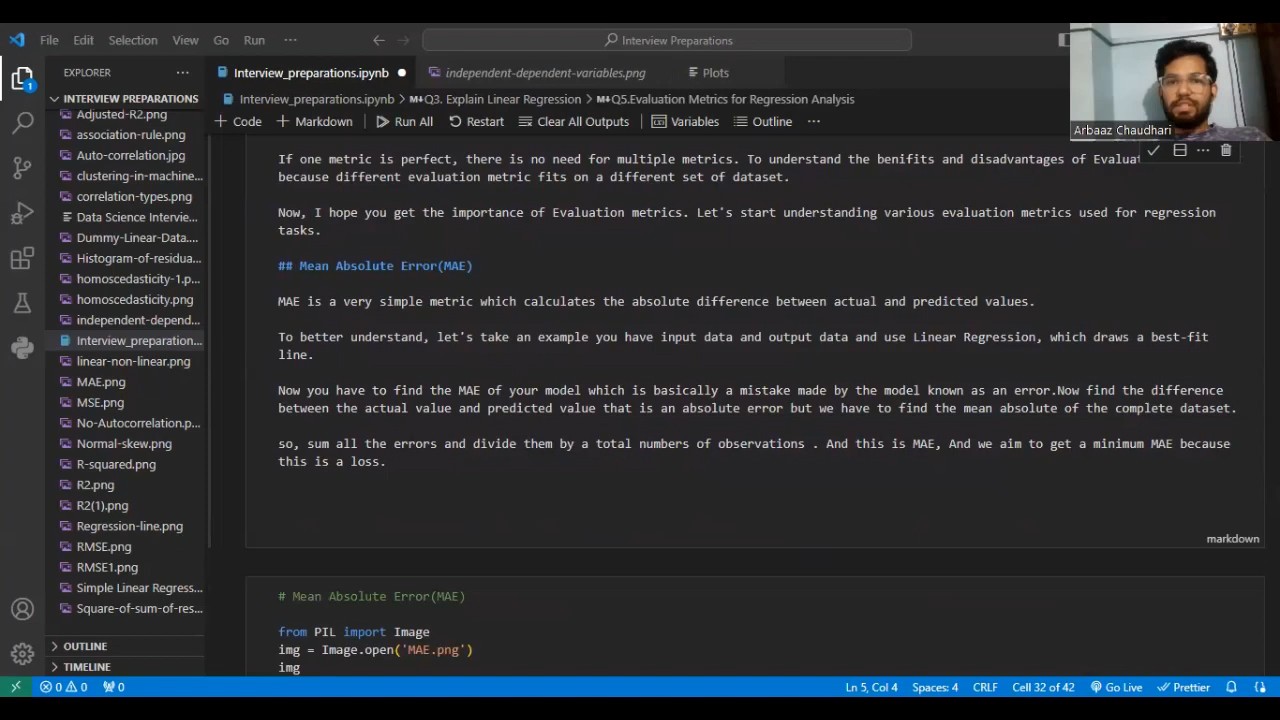 File Edit Selection View Go Run ··· Interview Preparations
EXPLORER ···
Interview_preparations.ipynb independent-dependent-variables.png Plots
INTERVIEW PREPARATIONS
Interview_preparations.ipynb > M↓Q3. Explain Linear Regression > M↓Q5.Evaluation Metrics for Regression Analysis
+ Code + Markdown Run All Restart Clear All Outputs Variables Outline ···
Arbaaz Chaudhari
1
Adjusted-R2.png
association-rule.png
Auto-correlation.jpg
clustering-in-machine...
correlation-types.png
Data Science Intervie...
Dummy-Linear-Data....
Histogram-of-residua...
homoscedasticity-1.p...
homoscedasticity.png
independent-depend...
Interview_preparation...
linear-non-linear.png
MAE.png
MSE.png
No-Autocorrelation.p...
Normal-skew.png
R-squared.png
R2.png
R2(1).png
Regression-line.png
RMSE.png
RMSE1.png
Simple Linear Regress...
Square-of-sum-of-res...
OUTLINE
TIMELINE
If one metric is perfect, there is no need for multiple metrics. To understand the benifits and disadvantages of
because different evaluation metric fits on a different set of dataset.
Now, I hope you get the importance of Evaluation metrics. Let's start understanding various evaluation metrics used for regression
tasks.
## Mean Absolute Error(MAE)
MAE is a very simple metric which calculates the absolute difference between actual and predicted values.
To better understand, let's take an example you have input data and output data and use Linear Regression, which draws a best-fit
line.
Now you have to find the MAE of your model which is basically a mistake made by the model known as an error.Now find the difference
between the actual value and predicted value that is an absolute error but we have to find the mean absolute of the complete dataset.
so, sum all the errors and divide them by a total numbers of observations . And this is MAE, And we aim to get a minimum MAE because
this is a loss.
markdown
# Mean Absolute Error(MAE)
from PIL import Image
img = Image.open('MAE.png')
img
0 0 0 Ln 5, Col 4 Spaces: 4 CRLF Cell 32 of 42 Go Live Prettier